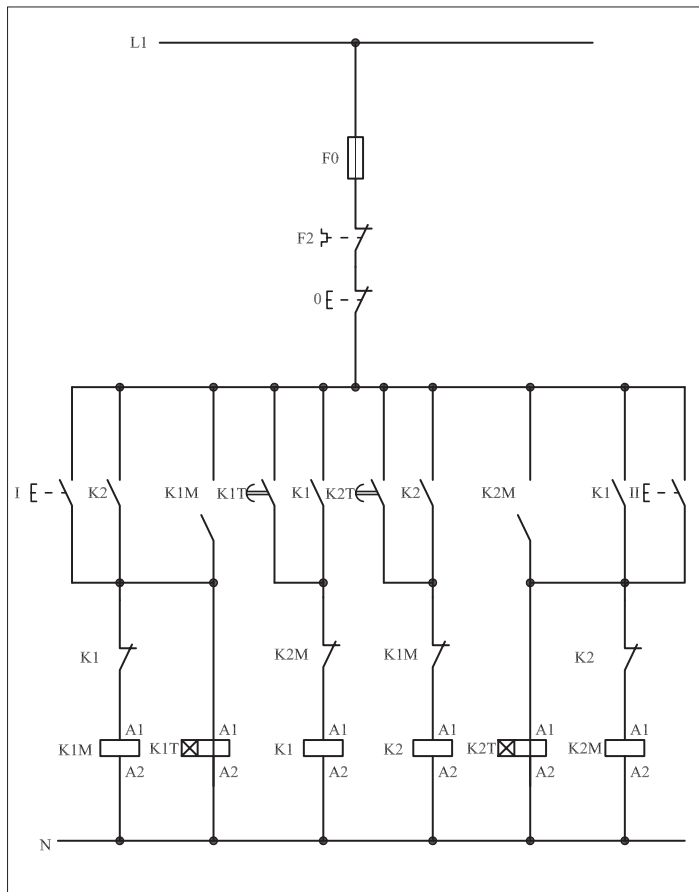 L1
F0
F2
0
I K2 K1M K1T K1 K2T K2 K2M K1 II
K1 K2M K1M K2
A1 A1 A1 A1 A1 A1
K1M K1T K1 K2 K2T K2M
A2 A2 A2 A2 A2 A2
N